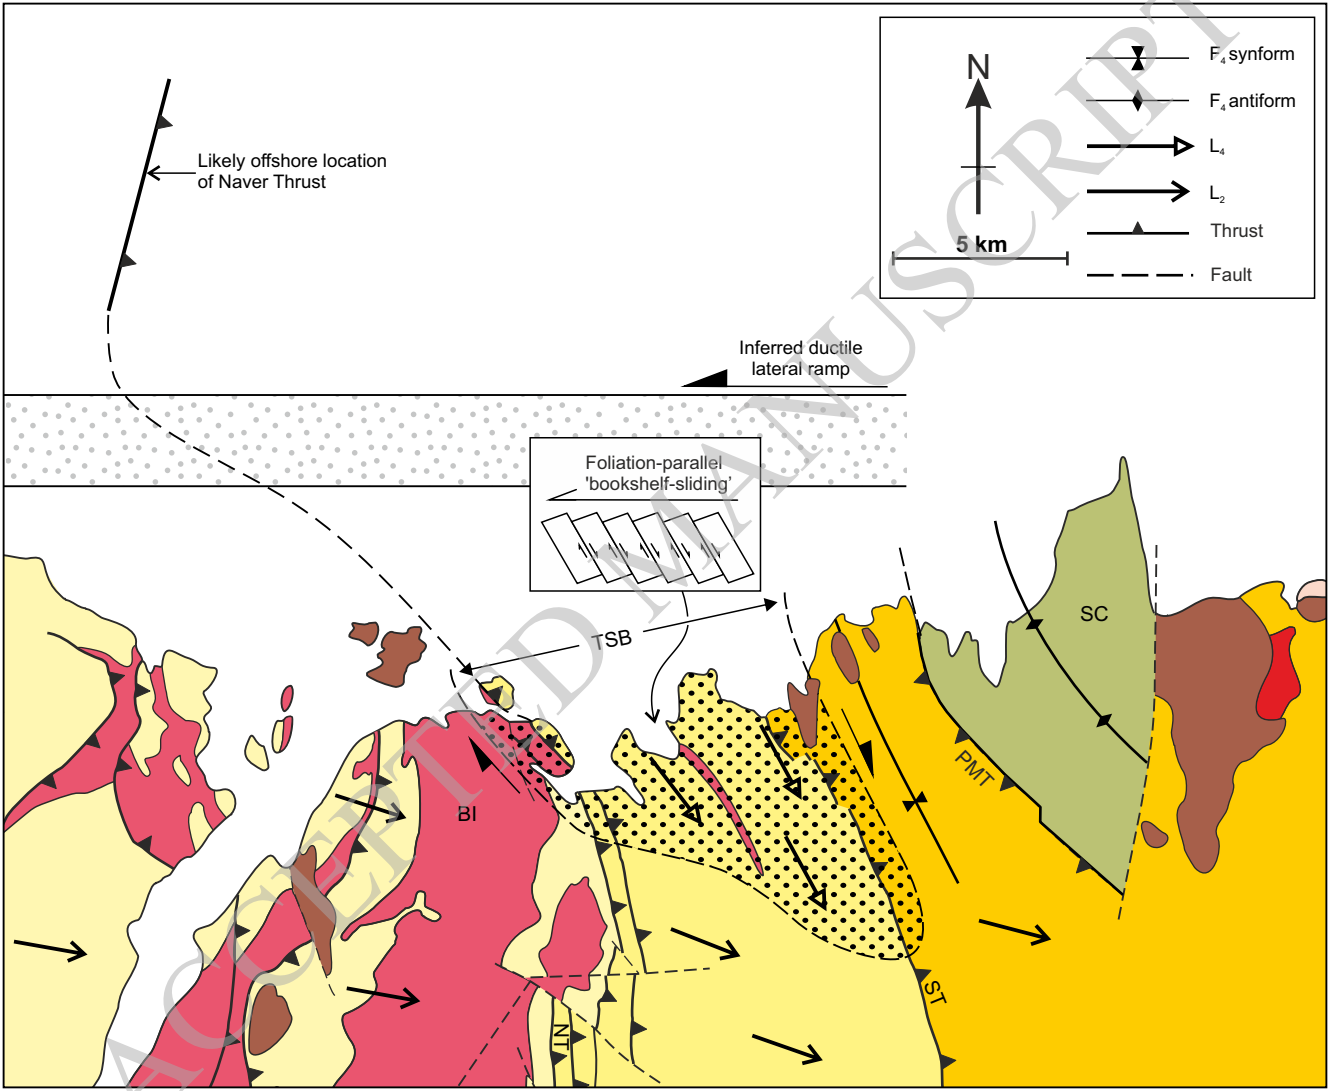 N
5 km
F₄ synform
F₄ antiform
L₄
L₂
Thrust
Fault
Likely offshore location
of Naver Thrust
Inferred ductile
lateral ramp
Foliation-parallel
'bookshelf-sliding'
TSB
SC
PMT
BI
ST
NT
ACCEPTED MANUSCRIPT